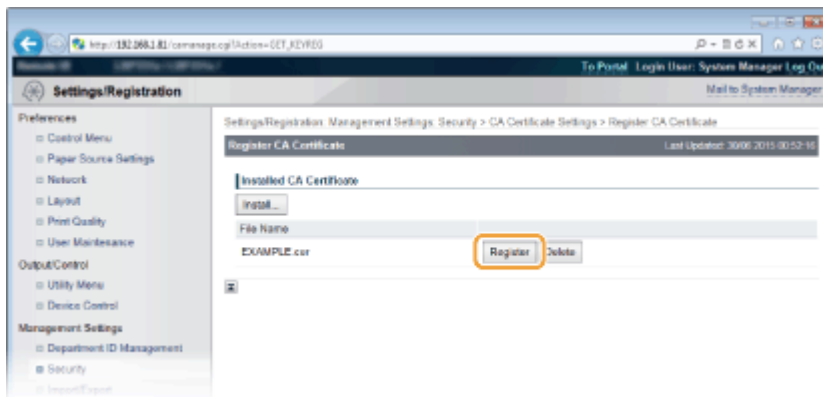 http://192.168.1.81/camanage.cgi?Action=GET_KEYREG
To Portal Login User: System Manager Log Ou
Settings/Registration
Mail to System Manager
Preferences
Control Menu
Paper Source Settings
Network
Layout
Print Quality
User Maintenance
Output/Control
Utility Menu
Device Control
Management Settings
Department ID Management
Security
Import/Export
Settings/Registration: Management Settings: Security > CA Certificate Settings > Register CA Certificate
Register CA Certificate
Last Updated: 30/06 2015 00:52:16
Installed CA Certificate
Install...
File Name
EXAMPLE.cer
Register
Delete